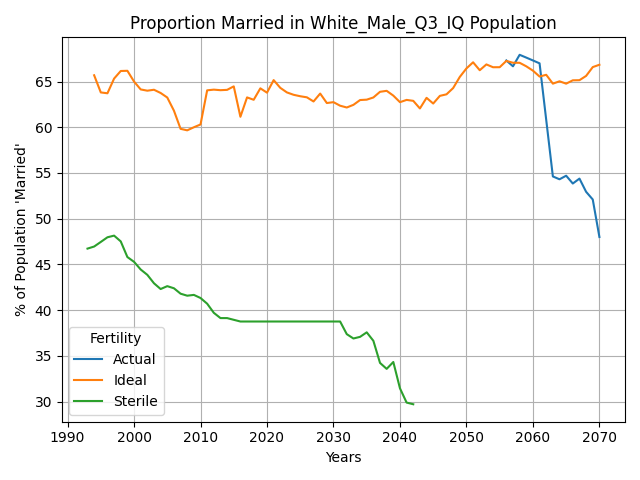 Proportion Married in White_Male_Q3_IQ Population
% of Population 'Married'
65
60
55
50
45
40
35
30
Fertility
Actual
Ideal
Sterile
1990 2000 2010 2020 2030 2040 2050 2060 2070
Years